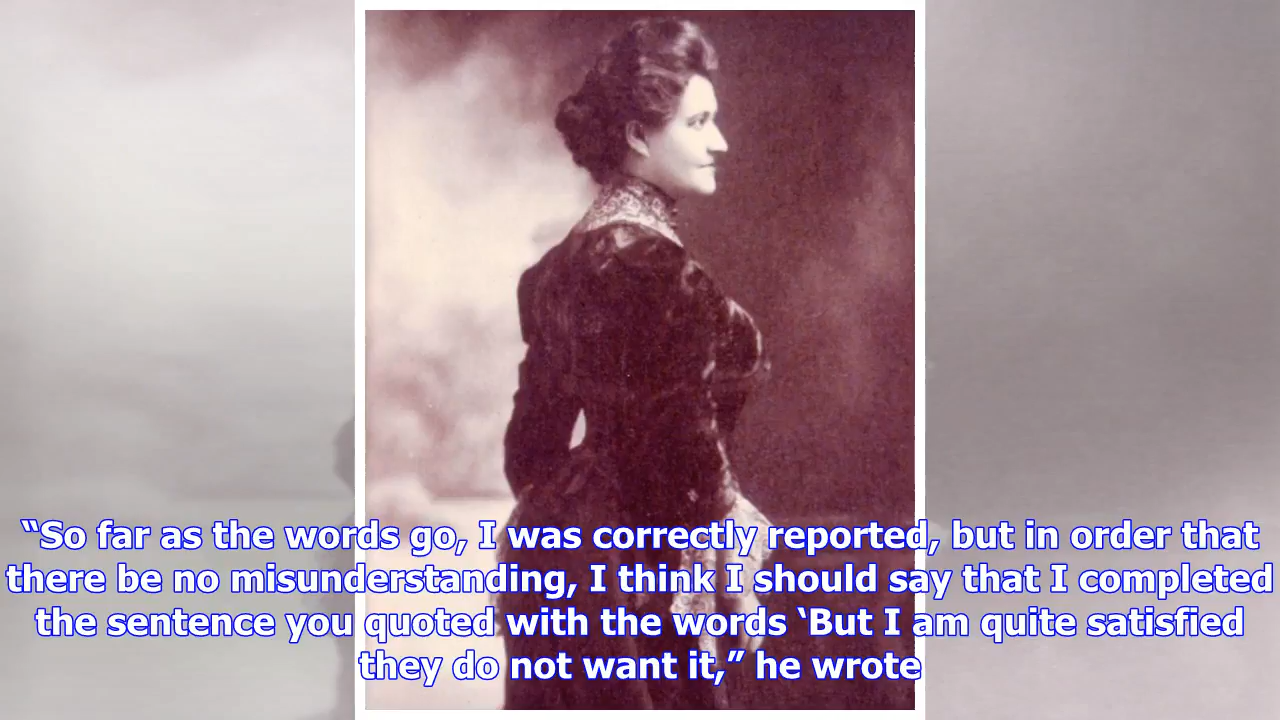 “So far as the words go, I was correctly reported, but in order that
there be no misunderstanding, I think I should say that I completed
the sentence you quoted with the words ‘But I am quite satisfied
they do not want it,” he wrote